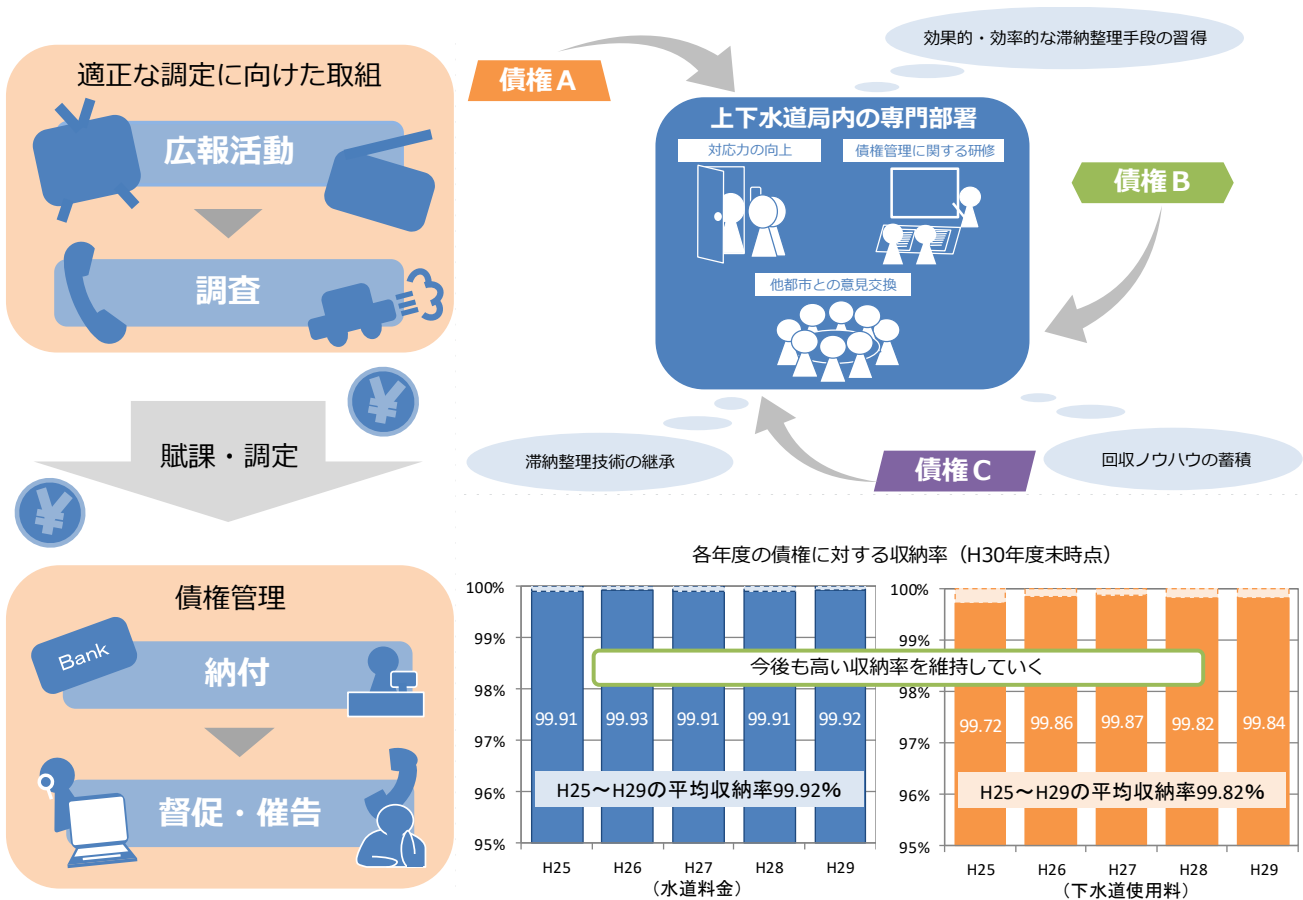 適正な調定に向けた取組
広報活動
調査
賦課・調定
債権管理
Bank
納付
督促・催告
効果的・効率的な滞納整理手段の習得
債権A
上下水道局内の専門部署
対応力の向上
債権管理に関する研修
債権B
他都市との意見交換
滞納整理技術の継承
債権C
回収ノウハウの蓄積
各年度の債権に対する収納率（H30年度末時点）
100%
99%
98%
97%
96%
95%
99.91
99.93
99.91
99.91
99.92
H25～H29の平均収納率99.92%
H25
H26
H27
H28
H29
（水道料金）
今後も高い収納率を維持していく
100%
99%
98%
97%
96%
95%
99.72
99.86
99.87
99.82
99.84
H25～H29の平均収納率99.82%
H25
H26
H27
H28
H29
（下水道使用料）